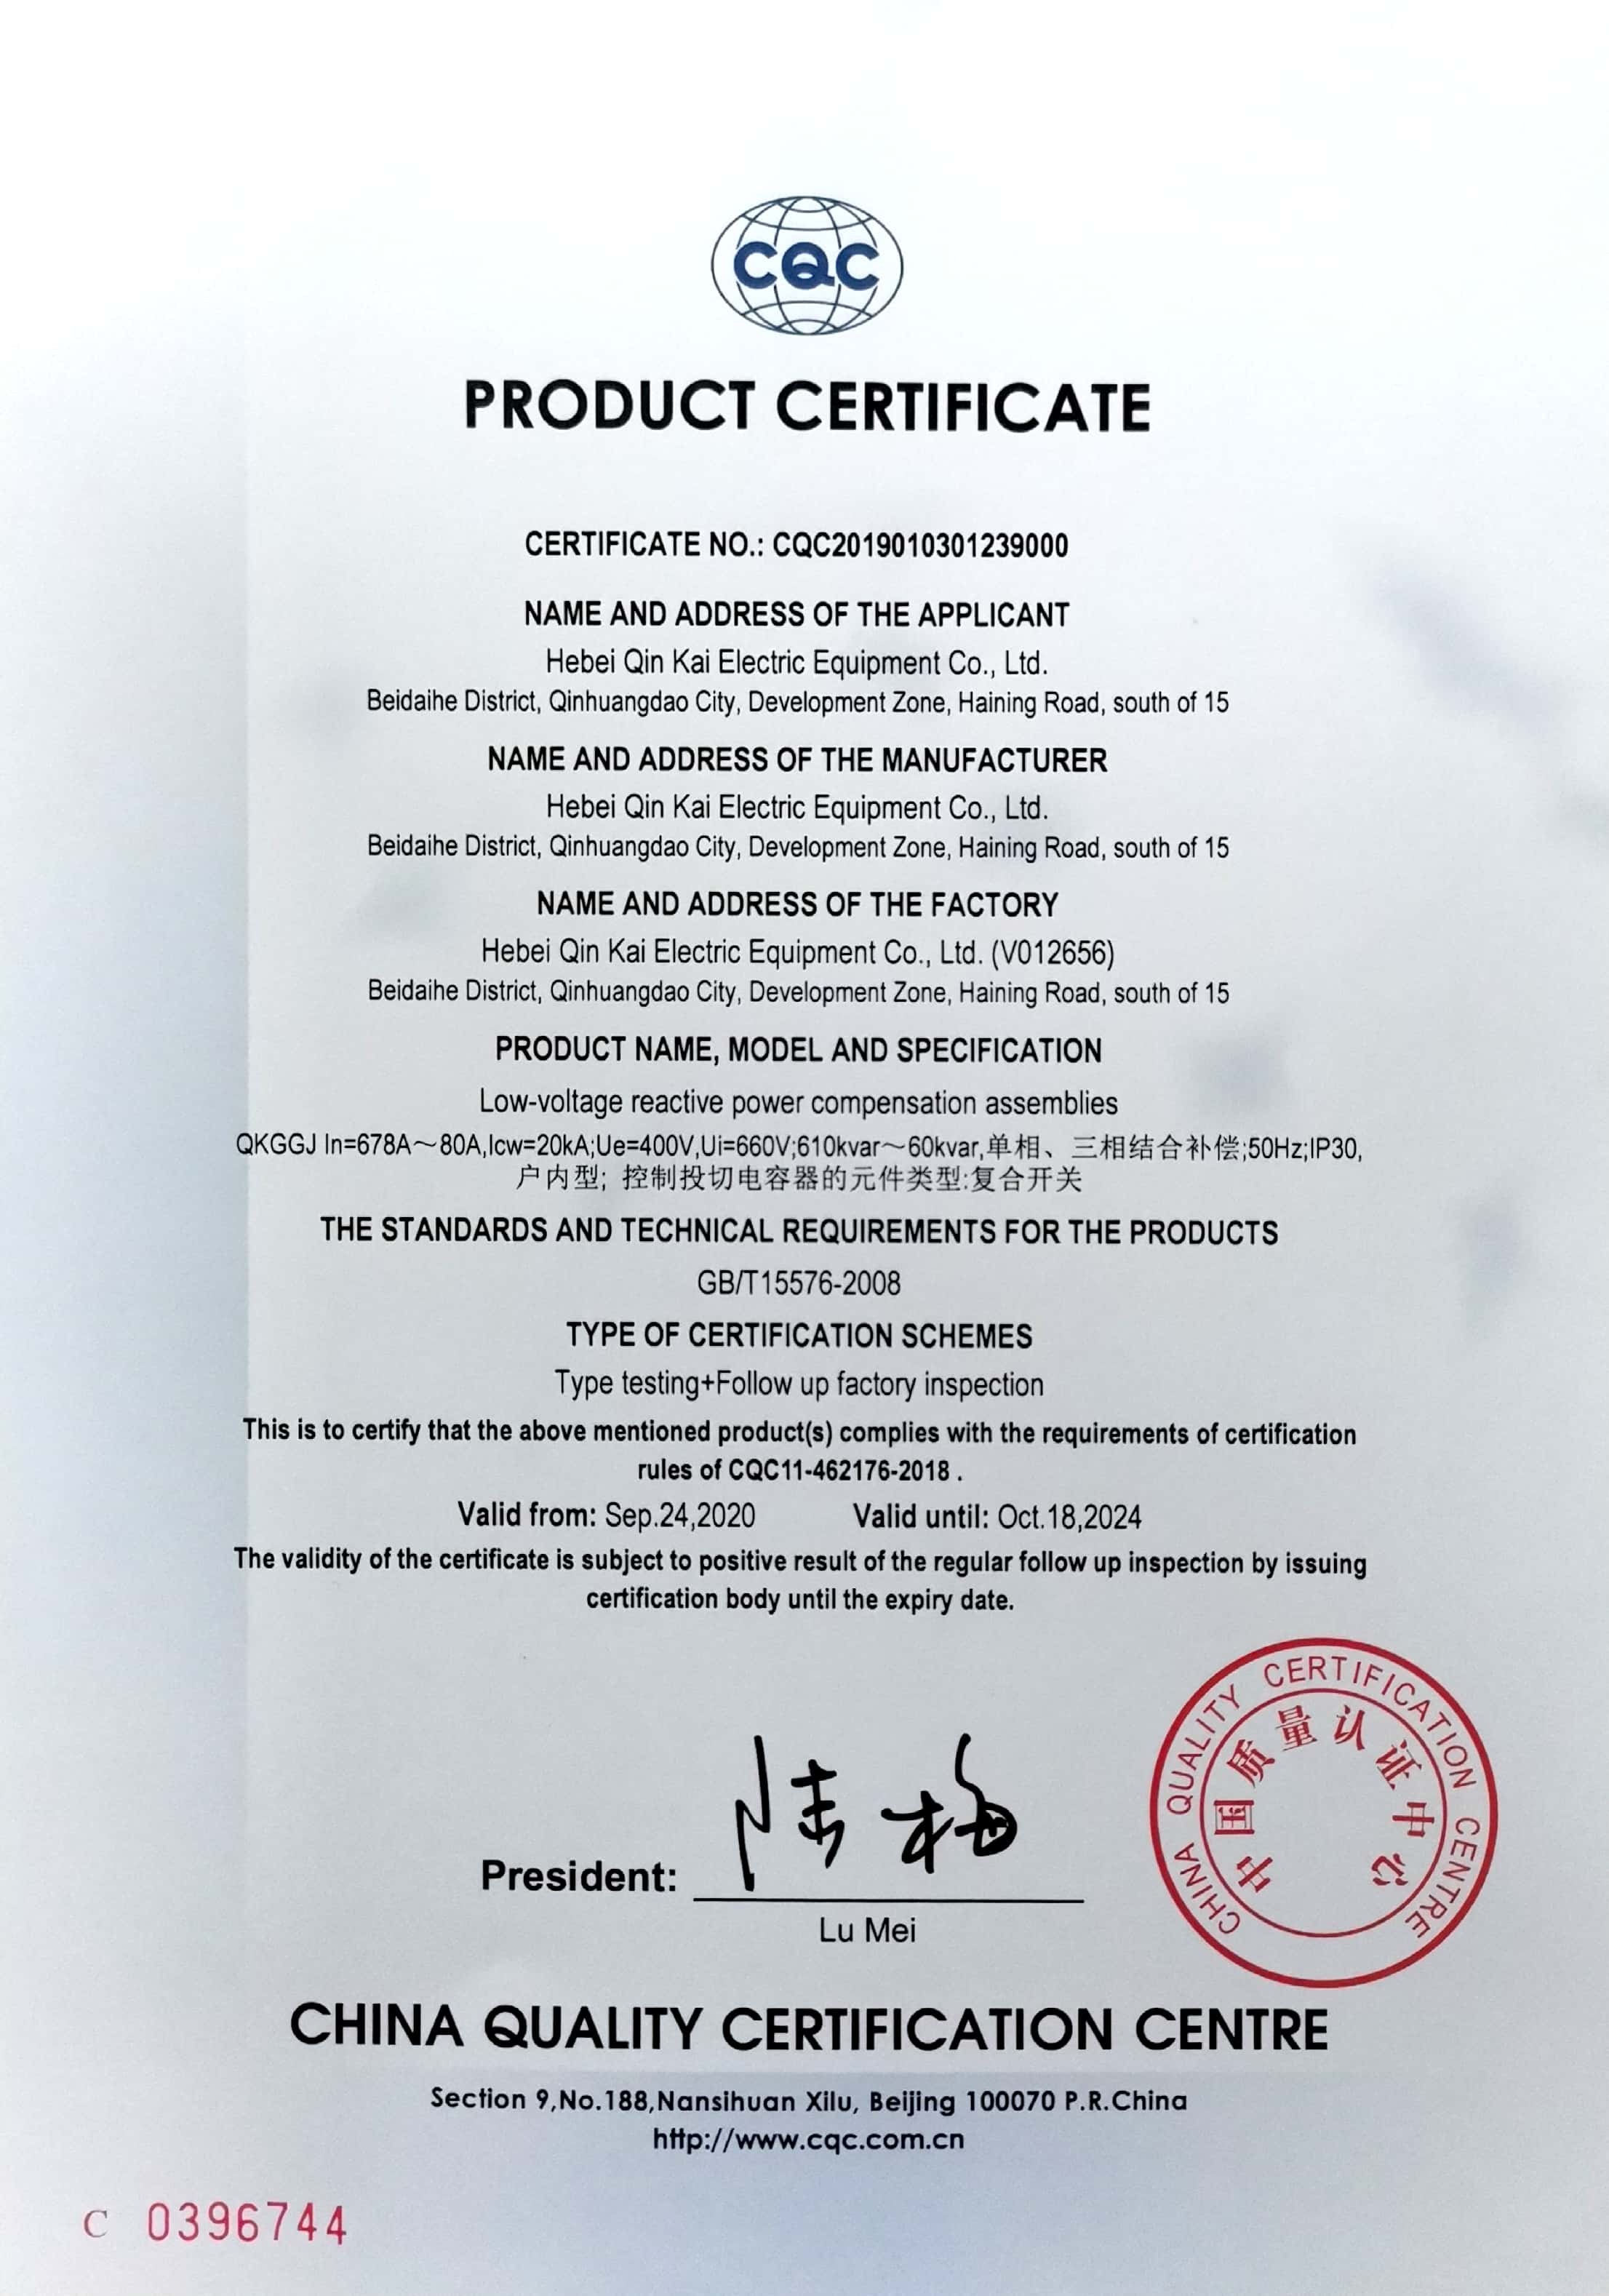 CQC
PRODUCT CERTIFICATE
CERTIFICATE NO.: CQC2019010301239000
NAME AND ADDRESS OF THE APPLICANT
Hebei Qin Kai Electric Equipment Co., Ltd.
Beidaihe District, Qinhuangdao City, Development Zone, Haining Road, south of 15
NAME AND ADDRESS OF THE MANUFACTURER
Hebei Qin Kai Electric Equipment Co., Ltd.
Beidaihe District, Qinhuangdao City, Development Zone, Haining Road, south of 15
NAME AND ADDRESS OF THE FACTORY
Hebei Qin Kai Electric Equipment Co., Ltd. (V012656)
Beidaihe District, Qinhuangdao City, Development Zone, Haining Road, south of 15
PRODUCT NAME, MODEL AND SPECIFICATION
Low-voltage reactive power compensation assemblies
QKGGJ In=678A～80A,Icw=20kA;Ue=400V,Ui=660V;610kvar～60kvar,单相、三相结合补偿;50Hz;IP30,
户内型; 控制投切电容器的元件类型:复合开关
THE STANDARDS AND TECHNICAL REQUIREMENTS FOR THE PRODUCTS
GB/T15576-2008
TYPE OF CERTIFICATION SCHEMES
Type testing+Follow up factory inspection
This is to certify that the above mentioned product(s) complies with the requirements of certification
rules of CQC11-462176-2018 .
Valid from: Sep.24,2020 Valid until: Oct.18,2024
The validity of the certificate is subject to positive result of the regular follow up inspection by issuing
certification body until the expiry date.
CHINA QUALITY CERTIFICATION CENTRE
中国质量认证中心
President: 陆梅
Lu Mei
CHINA QUALITY CERTIFICATION CENTRE
Section 9,No.188,Nansihuan Xilu, Beijing 100070 P.R.China
http://www.cqc.com.cn
C 0396744